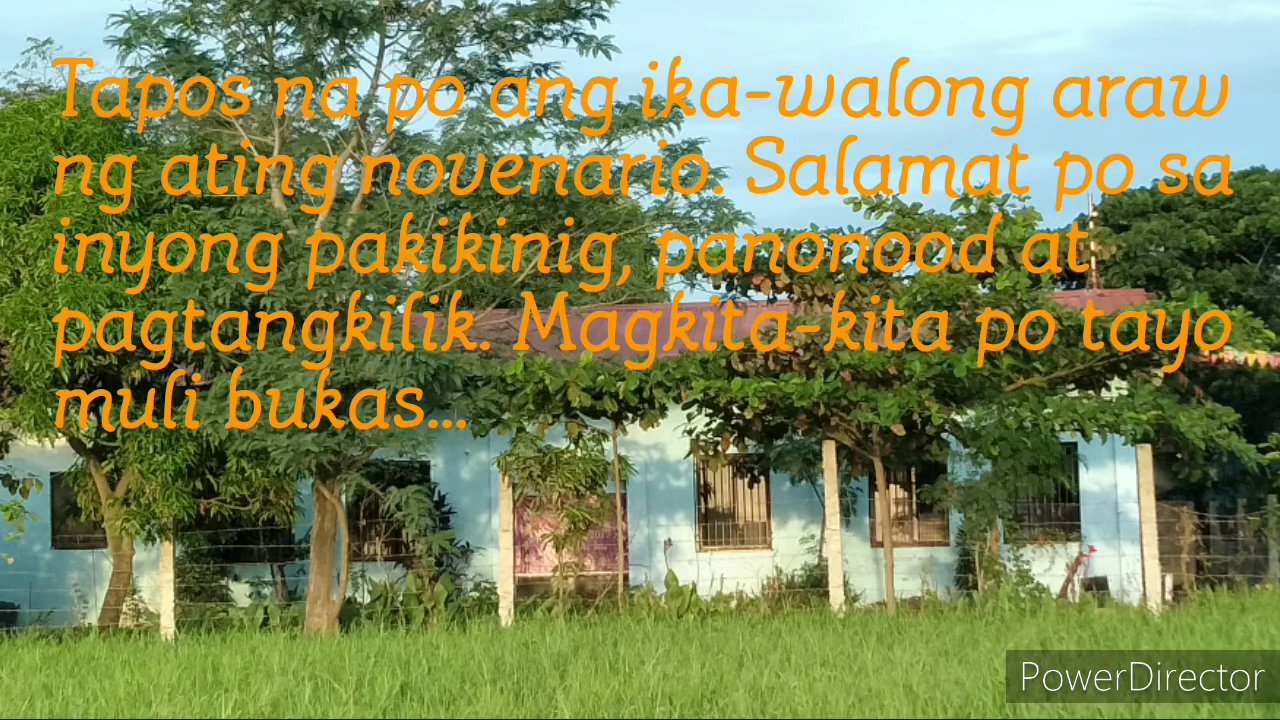 Tapos na po ang ika-walong araw
ng ating novenario. Salamat po sa
inyong pakikinig, panonood at
pagtangkilik. Magkita-kita po tayo
muli bukas...
2017
PowerDirector